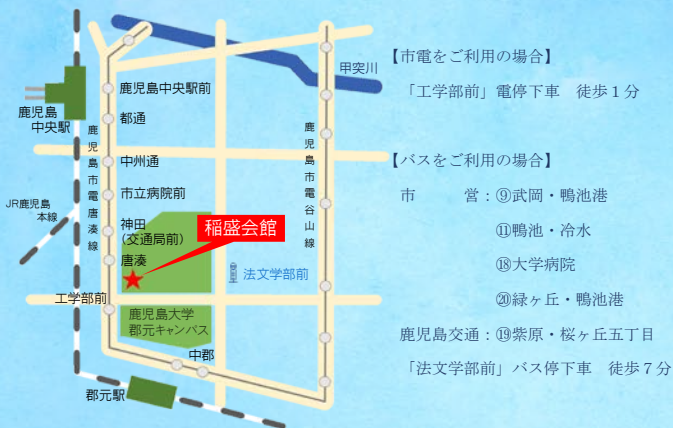 甲突川
鹿児島中央駅前
鹿児島
中央駅
都通
鹿児島市電唐湊線
鹿児島市電谷山線
中州通
市立病院前
JR鹿児島
本線
神田
(交通局前)
稲盛会館
唐湊
法文学部前
工学部前
鹿児島大学
郡元キャンパス
中郡
郡元駅
【市電をご利用の場合】
「工学部前」電停下車 徒歩1分
【バスをご利用の場合】
市 営:⑨武岡・鴨池港
⑪鴨池・冷水
⑱大学病院
⑳緑ヶ丘・鴨池港
鹿児島交通:⑲紫原・桜ヶ丘五丁目
「法文学部前」バス停下車 徒歩7分